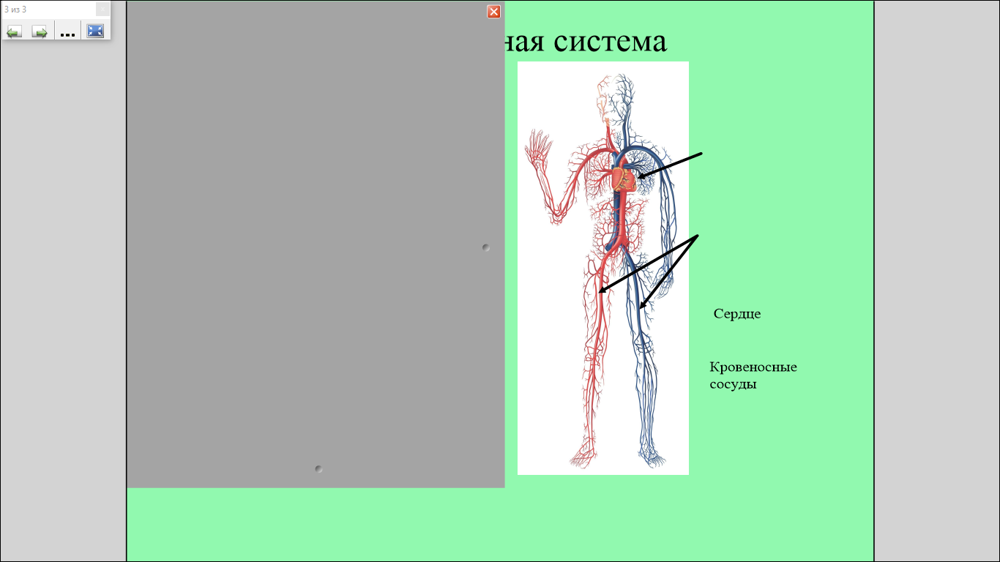 3 из 3
ная система
Сердце
Кровеносные
сосуды